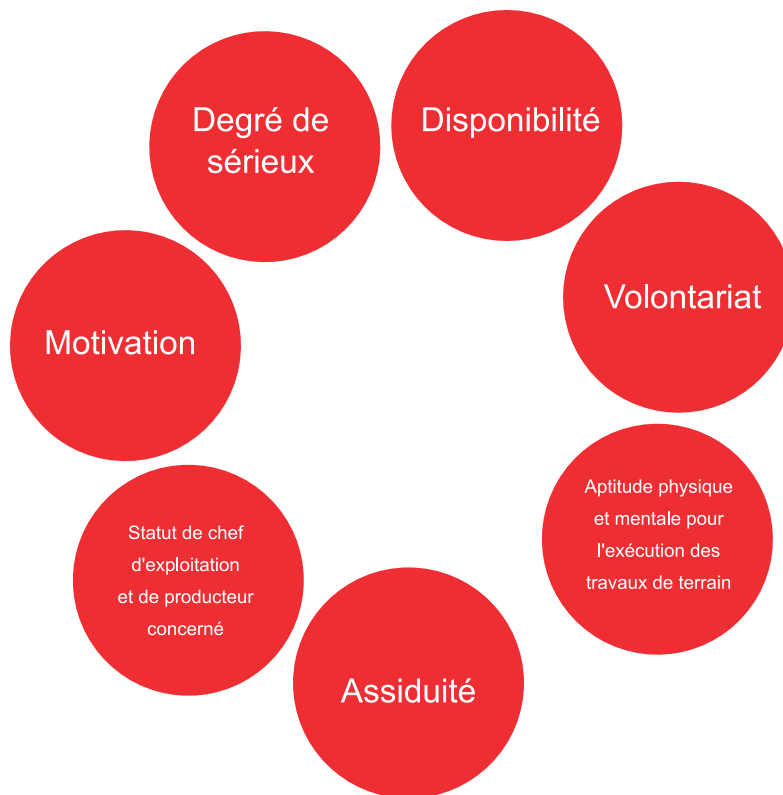 Disponibilité
Volontariat
Aptitude physique
et mentale pour
l'exécution des
travaux de terrain
Assiduité
Statut de chef
d'exploitation
et de producteur
concerné
Motivation
Degré de
sérieux